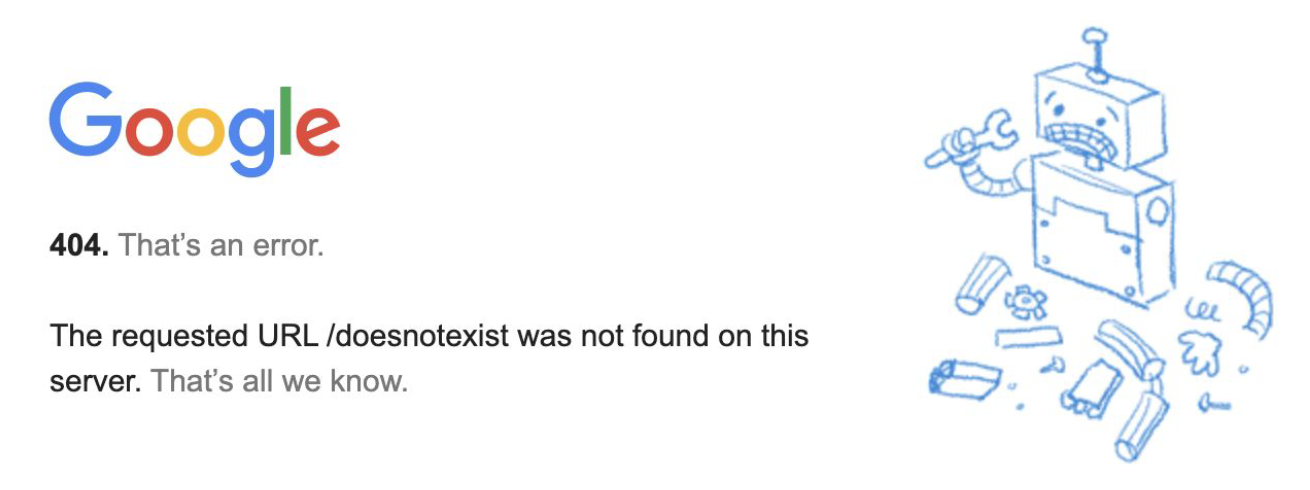 Google
404. That’s an error.
The requested URL /doesnotexist was not found on this
server. That’s all we know.